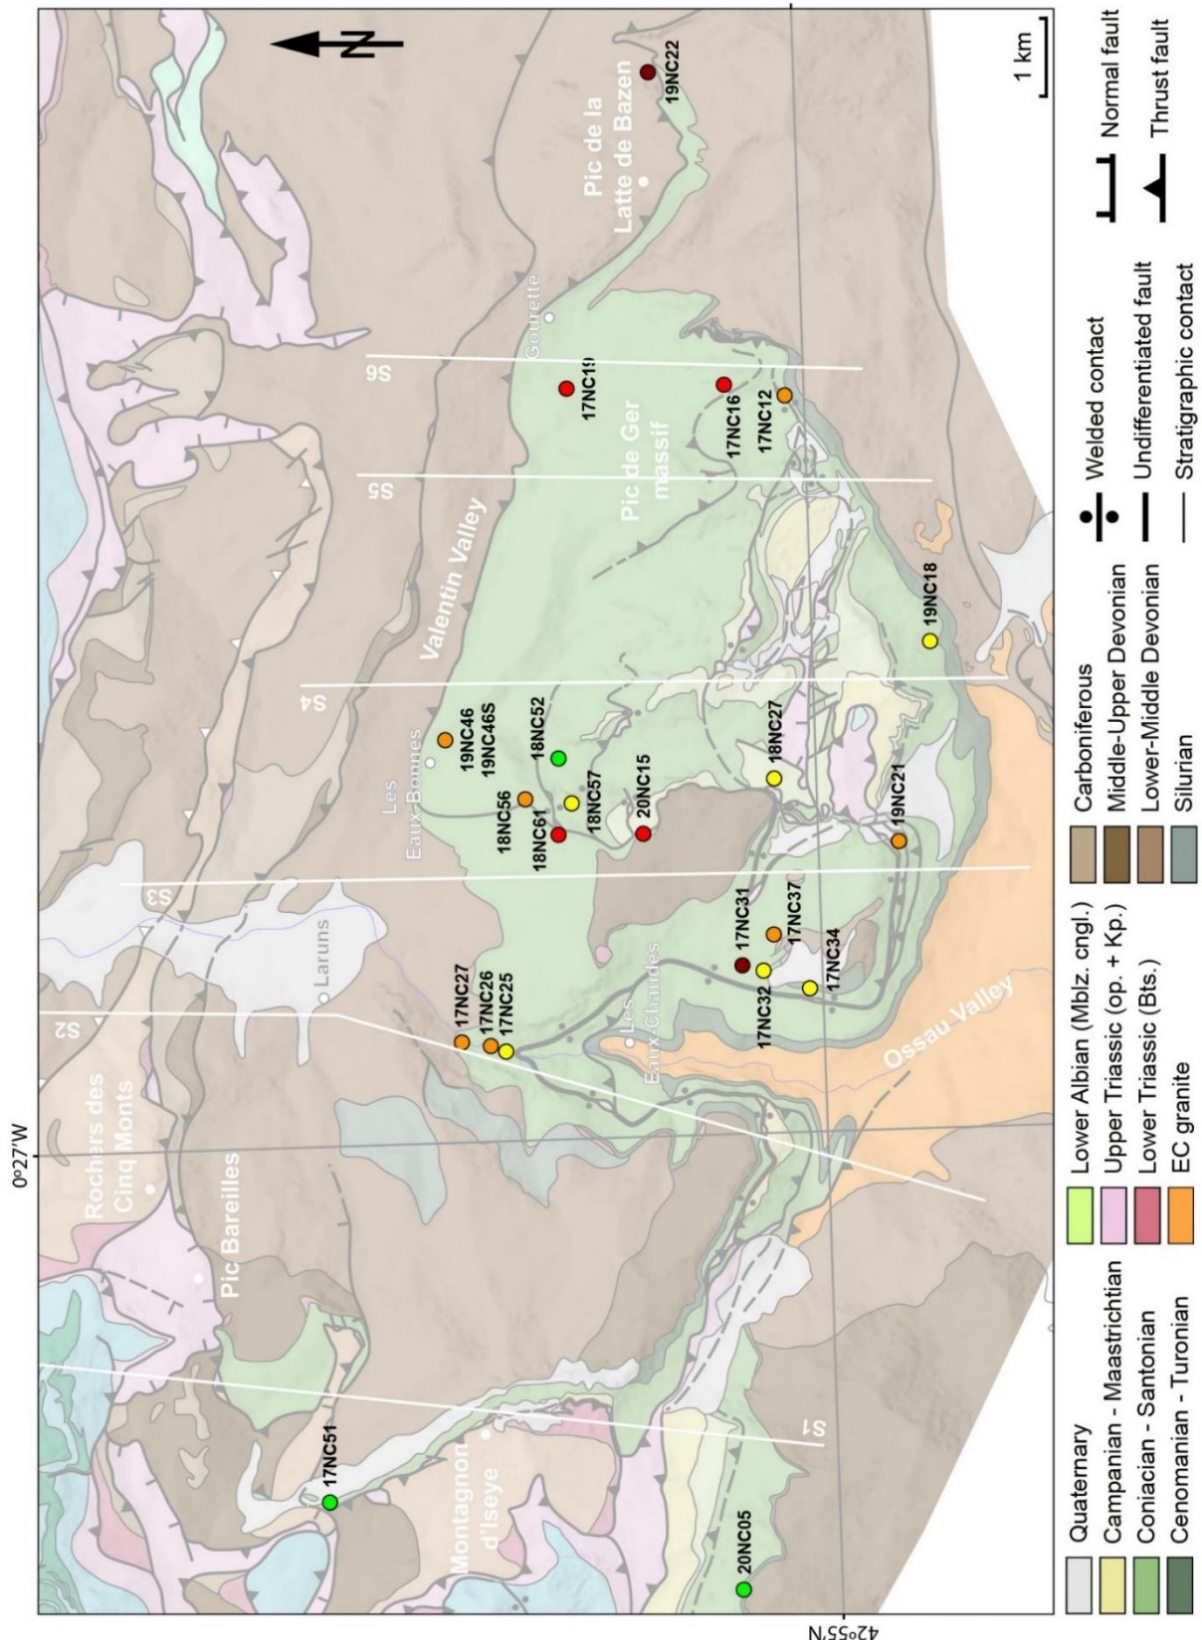 0º27'W
42º55'N
N
1 km
Rochers des
Cinq Monts
Pic Bareilles
Montagnon
d'Iseye
Laruns
Les
Eaux-Bonnes
Valentin Valley
Gourette
Pic de la
Latte de Bazen
Pic de Ger
massif
Les
Eaux-Chaudes
Ossau Valley
S1
S2
S3
S4
S5
S6
17NC51
20NC05
17NC27
17NC26
17NC25
17NC31
17NC32
17NC37
17NC34
19NC46
19NC46S
18NC52
18NC56
18NC57
18NC61
20NC15
18NC27
19NC21
19NC18
17NC19
17NC16
17NC12
19NC22
Quaternary
Campanian - Maastrichtian
Coniacian - Santonian
Cenomanian - Turonian
Lower Albian (Mblz. cngl.)
Upper Triassic (op. + Kp.)
Lower Triassic (Bts.)
EC granite
Carboniferous
Middle-Upper Devonian
Lower-Middle Devonian
Silurian
Welded contact
Undifferentiated fault
Stratigraphic contact
Normal fault
Thrust fault